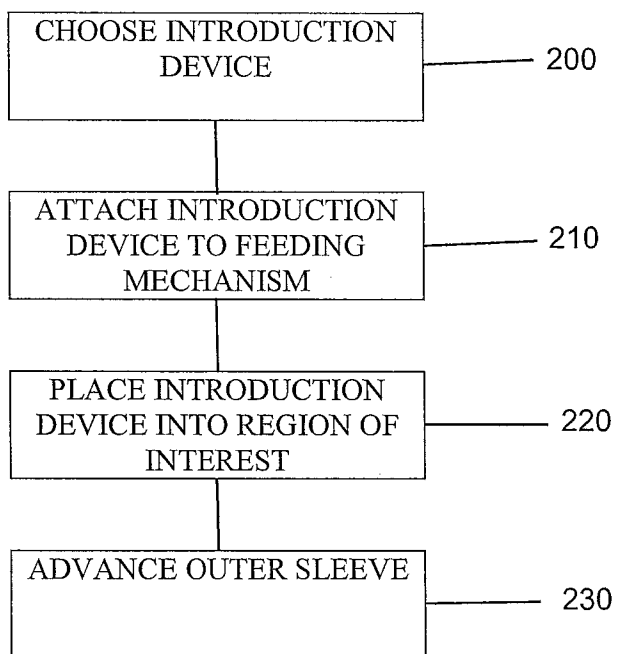 CHOOSE INTRODUCTION
DEVICE
200
ATTACH INTRODUCTION
DEVICE TO FEEDING
MECHANISM
210
PLACE INTRODUCTION
DEVICE INTO REGION OF
INTEREST
220
ADVANCE OUTER SLEEVE
230